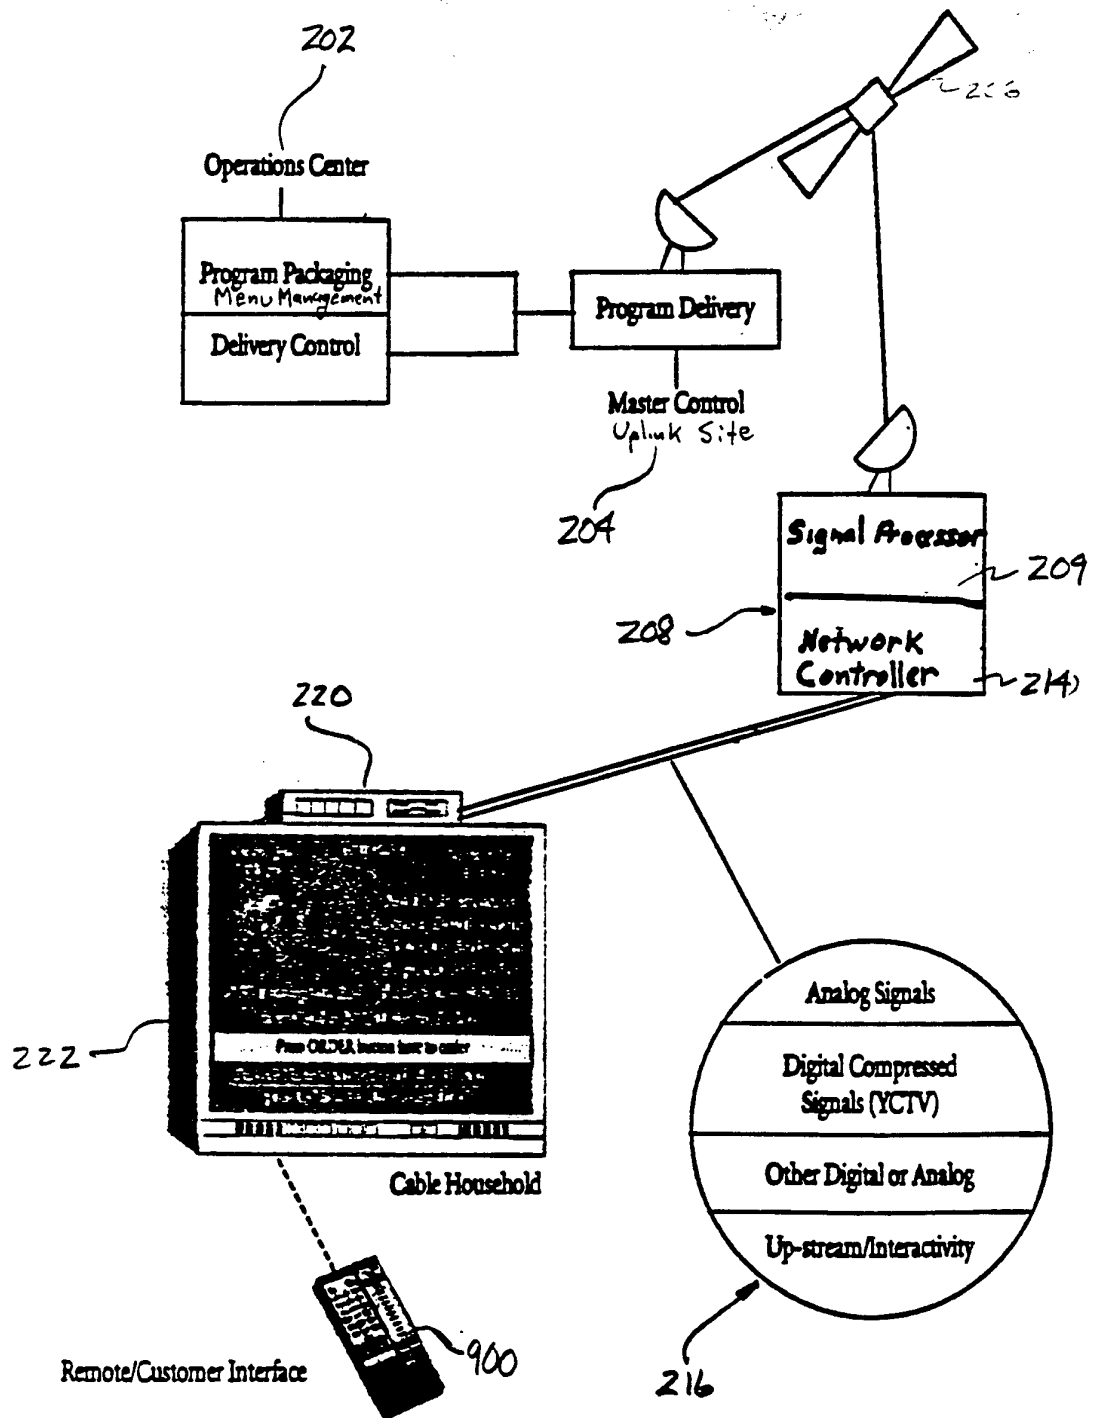 202
206
Operations Center
Program Packaging
Menu Management
Delivery Control
Program Delivery
Master Control
Uplink Site
204
Signal Processor
209
208
Network
Controller
214
220
Press ORDER button now to order
222
Cable Household
Analog Signals
Digital Compressed
Signals (YCTV)
Other Digital or Analog
Up-stream/Interactivity
216
900
Remote/Customer Interface